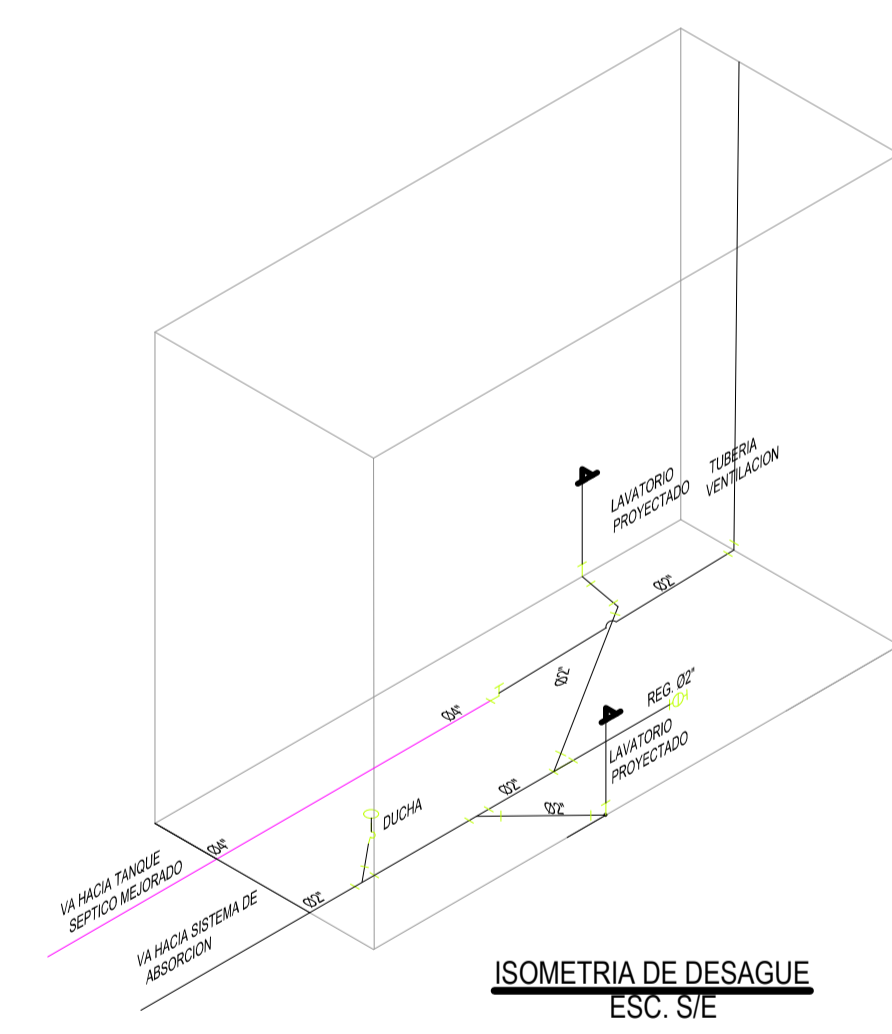 LAVATORIO
PROYECTADO
TUBERIA
VENTILACION
Ø2"
Ø2"
REG. Ø2"
Ø4"
LAVATORIO
PROYECTADO
Ø2"
Ø2"
DUCHA
Ø4"
VA HACIA TANQUE
SEPTICO MEJORADO
Ø2"
VA HACIA SISTEMA DE
ABSORCION
ISOMETRIA DE DESAGUE
ESC. S/E